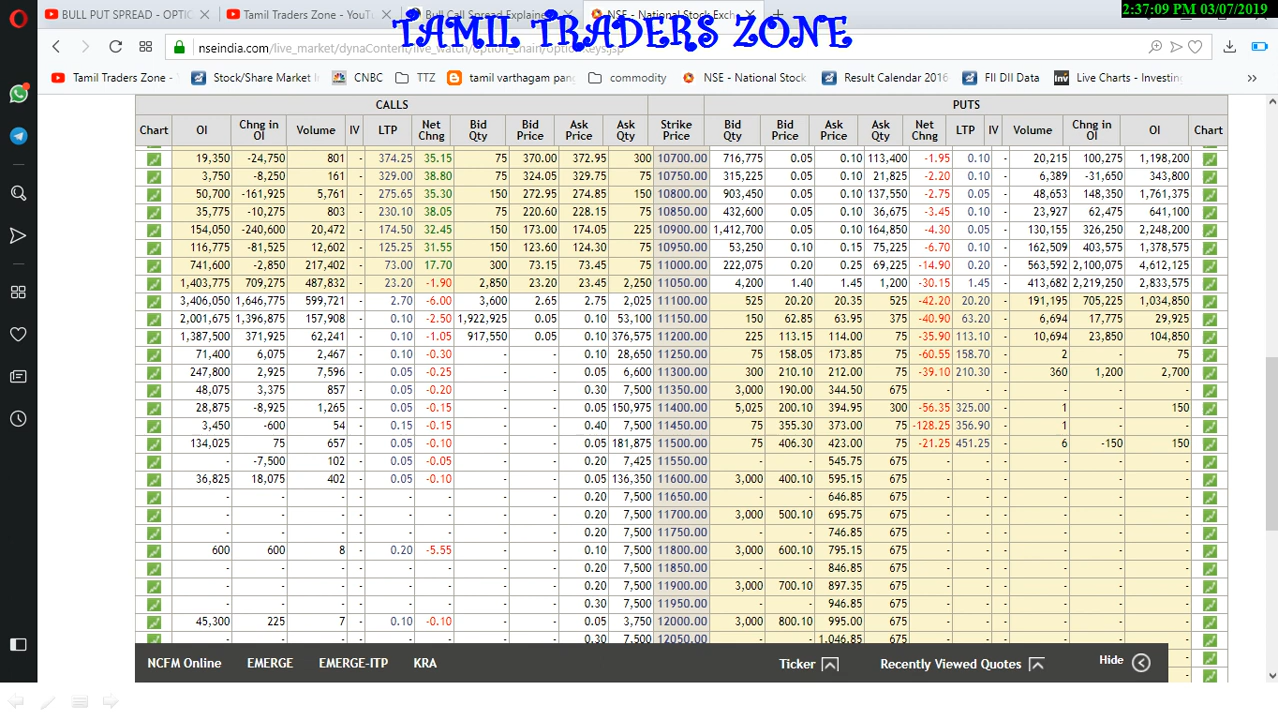 2:37:09 PM 03/07/2019
BULL PUT SPREAD - OPTIO
Tamil Traders Zone - YouT
Bull Call Spread Explaine
NSE - National Stock Exch
TAMIL TRADERS ZONE
nseindia.com/live_market/dynaContent/live_watch/option_chain/optionKeys.jsp
Tamil Traders Zone - Stock/Share Market CNBC TTZ tamil varthagam pan commodity NSE - National Stock Result Calendar 2016 FII DII Data Live Charts - Investin
CALLS PUTS
Chart OI Chng in OI Volume IV LTP Net Chng Bid Qty Bid Price Ask Price Ask Qty Strike Price Bid Qty Bid Price Ask Price Ask Qty Net Chng LTP IV Volume Chng in OI OI Chart
19,350 -24,750 801 - 374.25 35.15 75 370.00 372.95 300 10700.00 716,775 0.05 0.10 113,400 -1.95 0.10 - 20,215 100,275 1,198,200
3,750 -8,250 161 - 329.00 38.80 75 324.05 329.75 75 10750.00 315,225 0.05 0.10 21,825 -2.20 0.10 - 6,389 -31,650 343,800
50,700 -161,925 5,761 - 275.65 35.30 150 272.95 274.85 150 10800.00 903,450 0.05 0.10 137,550 -2.75 0.05 - 48,653 148,350 1,761,375
35,775 -10,275 803 - 230.10 38.05 75 220.60 228.15 75 10850.00 432,600 0.05 0.10 36,675 -3.45 0.10 - 23,927 62,475 641,100
154,050 -240,600 20,472 - 174.50 32.45 150 173.00 174.05 225 10900.00 1,412,700 0.05 0.10 164,850 -4.30 0.05 - 130,155 326,250 2,248,200
116,775 -81,525 12,602 - 125.25 31.55 150 123.60 124.30 75 10950.00 53,250 0.10 0.15 75,225 -6.70 0.10 - 162,509 403,575 1,378,575
741,600 -2,850 217,402 - 73.00 17.70 300 73.15 73.45 75 11000.00 222,075 0.20 0.25 69,225 -14.90 0.20 - 563,592 2,100,075 4,612,125
1,403,775 709,275 487,832 - 23.20 -1.90 2,850 23.20 23.45 2,250 11050.00 4,200 1.40 1.45 1,200 -30.15 1.45 - 413,682 2,219,250 2,833,575
3,406,050 1,646,775 599,721 - 2.70 -6.00 3,600 2.65 2.75 2,025 11100.00 525 20.20 20.35 525 -42.20 20.20 - 191,195 705,225 1,034,850
2,001,675 1,396,875 157,908 - 0.10 -2.50 1,922,925 0.05 0.10 53,100 11150.00 150 62.85 63.95 375 -40.90 63.20 - 6,694 17,775 29,925
1,387,500 371,925 62,241 - 0.10 -1.05 917,550 0.05 0.10 376,575 11200.00 225 113.15 114.00 75 -35.90 113.10 - 10,694 23,850 104,850
71,400 6,075 2,467 - 0.10 -0.30 - - 0.10 28,650 11250.00 75 158.05 173.85 75 -60.55 158.70 - 2 - 75
247,800 2,925 7,596 - 0.05 -0.25 - - 0.05 6,600 11300.00 300 210.10 212.00 75 -39.10 210.30 - 360 1,200 2,700
48,075 3,375 857 - 0.05 -0.20 - - 0.30 7,500 11350.00 3,000 190.00 344.50 675 - - - - - -
28,875 -8,925 1,265 - 0.05 -0.15 - - 0.05 150,975 11400.00 5,025 200.10 394.95 300 -56.35 325.00 - 1 - 150
3,450 -600 54 - 0.15 -0.15 - - 0.40 7,500 11450.00 75 355.30 373.00 75 -128.25 356.90 - 1 - -
134,025 75 657 - 0.05 -0.10 - - 0.05 181,875 11500.00 75 406.30 423.05 75 -21.25 451.25 - 6 -150 150
- -7,500 102 - 0.05 -0.05 - - 0.20 7,425 11550.00 - - 545.75 675 - - - - - -
36,825 18,075 402 - 0.05 -0.10 - - 0.05 136,350 11600.00 3,000 400.10 595.15 675 - - - - - -
- - - - - - - - 0.20 7,500 11650.00 - - 646.85 675 - - - - - -
- - - - - - - - 0.20 7,500 11700.00 3,000 500.10 695.75 675 - - - - - -
- - - - - - - - 0.20 7,500 11750.00 - - 746.85 675 - - - - - -
600 600 8 - 0.20 -5.55 - - 0.10 7,500 11800.00 3,000 600.10 795.15 675 - - - - - -
- - - - - - - - 0.20 7,500 11850.00 - - 846.85 675 - - - - - -
- - - - - - - - 0.20 7,500 11900.00 3,000 700.10 897.35 675 - - - - - -
- - - - - - - - 0.30 7,500 11950.00 - - 946.85 675 - - - - - -
45,300 225 7 - 0.10 -0.10 - - 0.05 3,750 12000.00 3,000 800.10 995.00 675 - - - - - -
- - - - - - - - 0.30 7,500 12050.00 - - 1,046.85 675 - - - - - -
NCFM Online EMERGE EMERGE-ITP KRA Ticker Recently Viewed Quotes Hide